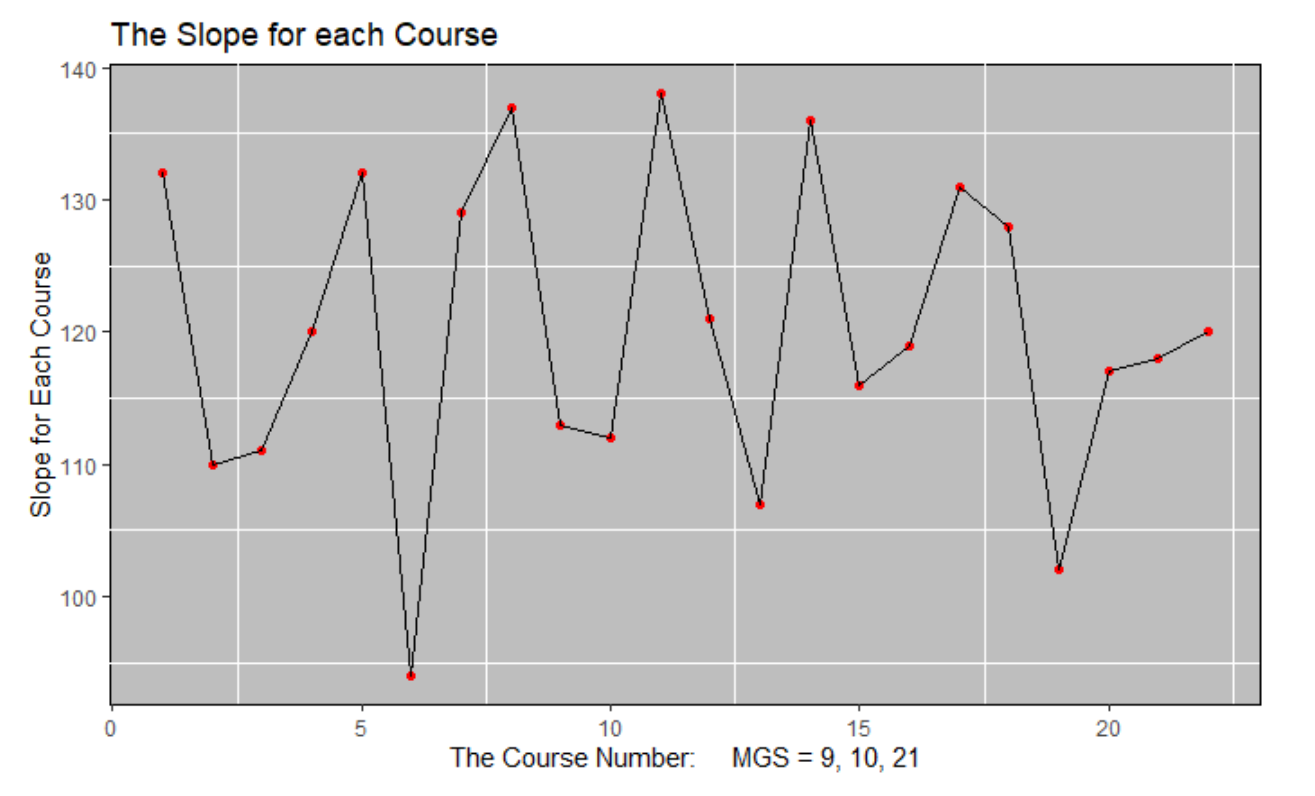 The Slope for each Course
140
130
120
110
100
Slope for Each Course
0 5 10 15 20
The Course Number: MGS = 9, 10, 21